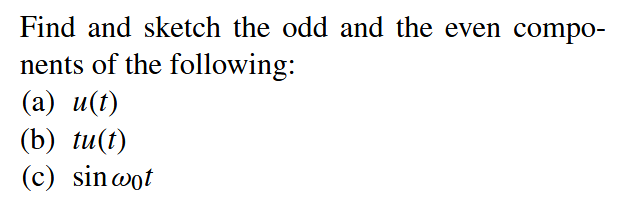 Find and sketch the odd and the even compo-
nents of the following:
(a) u(t)
(b) tu(t)
(c) sin ω₀t